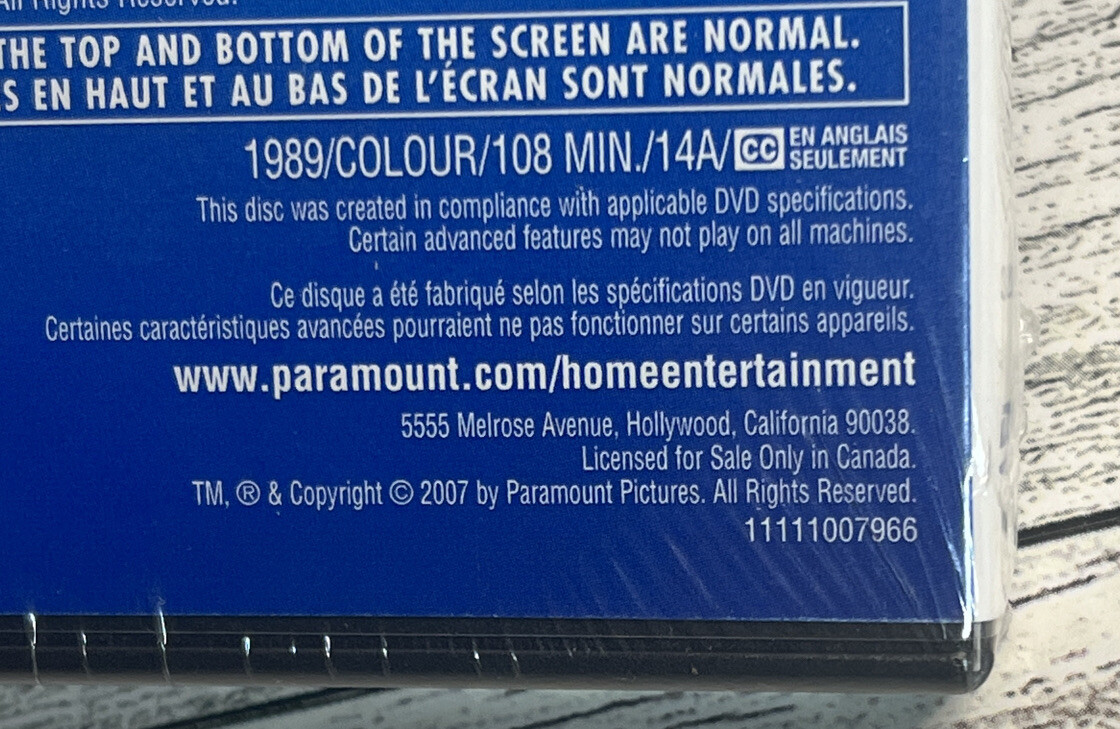 All Rights Reserved.
THE TOP AND BOTTOM OF THE SCREEN ARE NORMAL.
S EN HAUT ET AU BAS DE L'ÉCRAN SONT NORMALES.
1989/COLOUR/108 MIN./14A/CC EN ANGLAIS
SEULEMENT
This disc was created in compliance with applicable DVD specifications.
Certain advanced features may not play on all machines.
Ce disque a été fabriqué selon les spécifications DVD en vigueur.
Certaines caractéristiques avancées pourraient ne pas fonctionner sur certains appareils.
www.paramount.com/homeentertainment
5555 Melrose Avenue, Hollywood, California 90038.
Licensed for Sale Only in Canada.
TM, ® & Copyright © 2007 by Paramount Pictures. All Rights Reserved.
11111007966